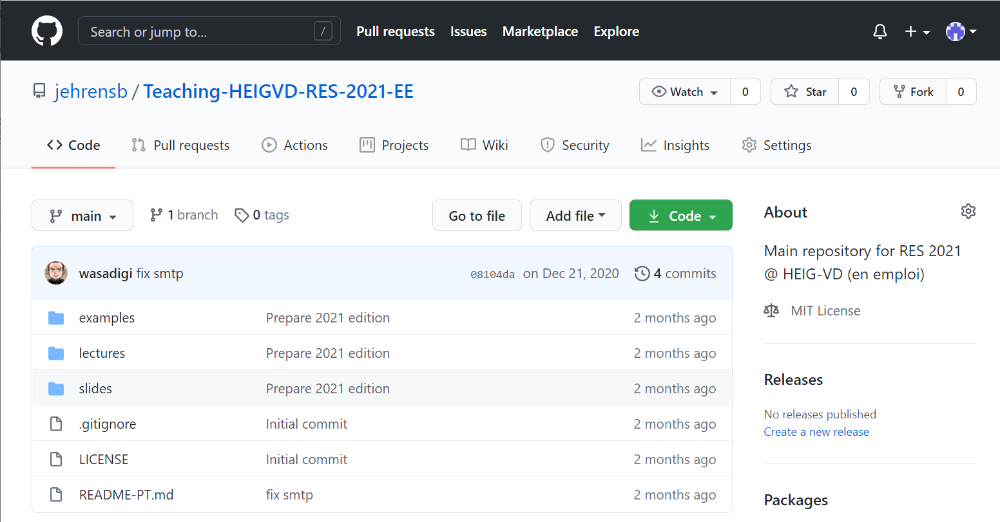 Search or jump to... /
Pull requests Issues Marketplace Explore
jehrensb / Teaching-HEIGVD-RES-2021-EE
Watch 0 Star 0 Fork 0
Code Pull requests Actions Projects Wiki Security Insights Settings
main 1 branch 0 tags Go to file Add file Code
wasadigi fix smtp 08104da on Dec 21, 2020 4 commits
examples Prepare 2021 edition 2 months ago
lectures Prepare 2021 edition 2 months ago
slides Prepare 2021 edition 2 months ago
.gitignore Initial commit 2 months ago
LICENSE Initial commit 2 months ago
README-PT.md fix smtp 2 months ago
About
Main repository for RES 2021
@ HEIG-VD (en emploi)
MIT License
Releases
No releases published
Create a new release
Packages